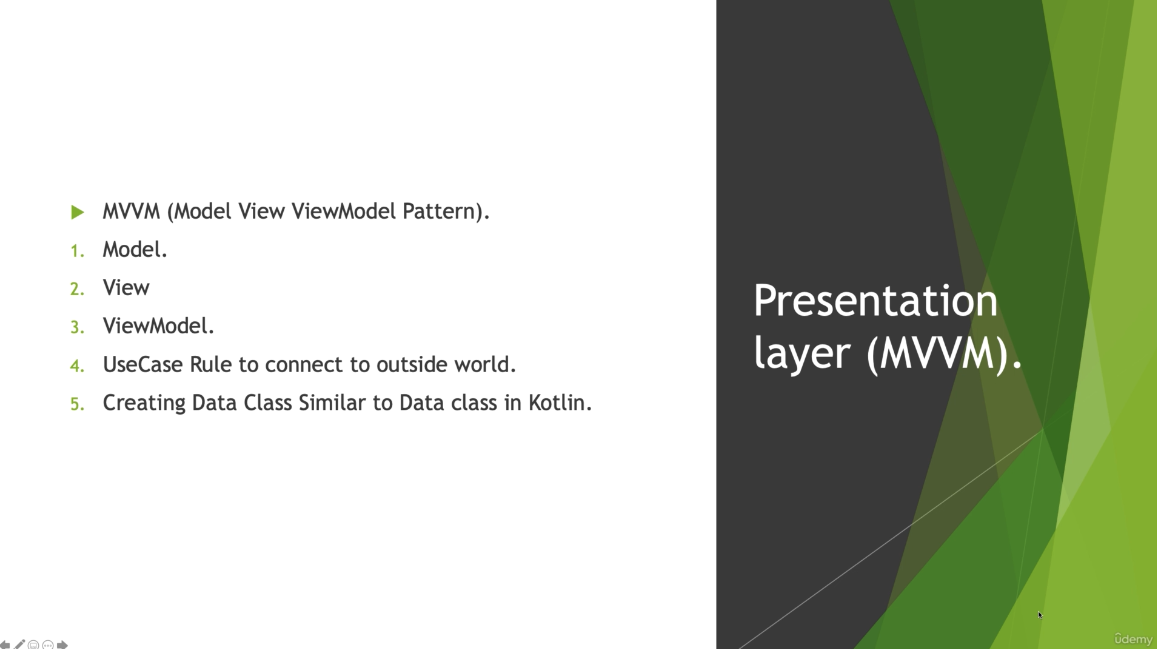 MVVM (Model View ViewModel Pattern).
1. Model.
2. View
3. ViewModel.
4. UseCase Rule to connect to outside world.
5. Creating Data Class Similar to Data class in Kotlin.
Presentation
layer (MVVM).
ûdemy